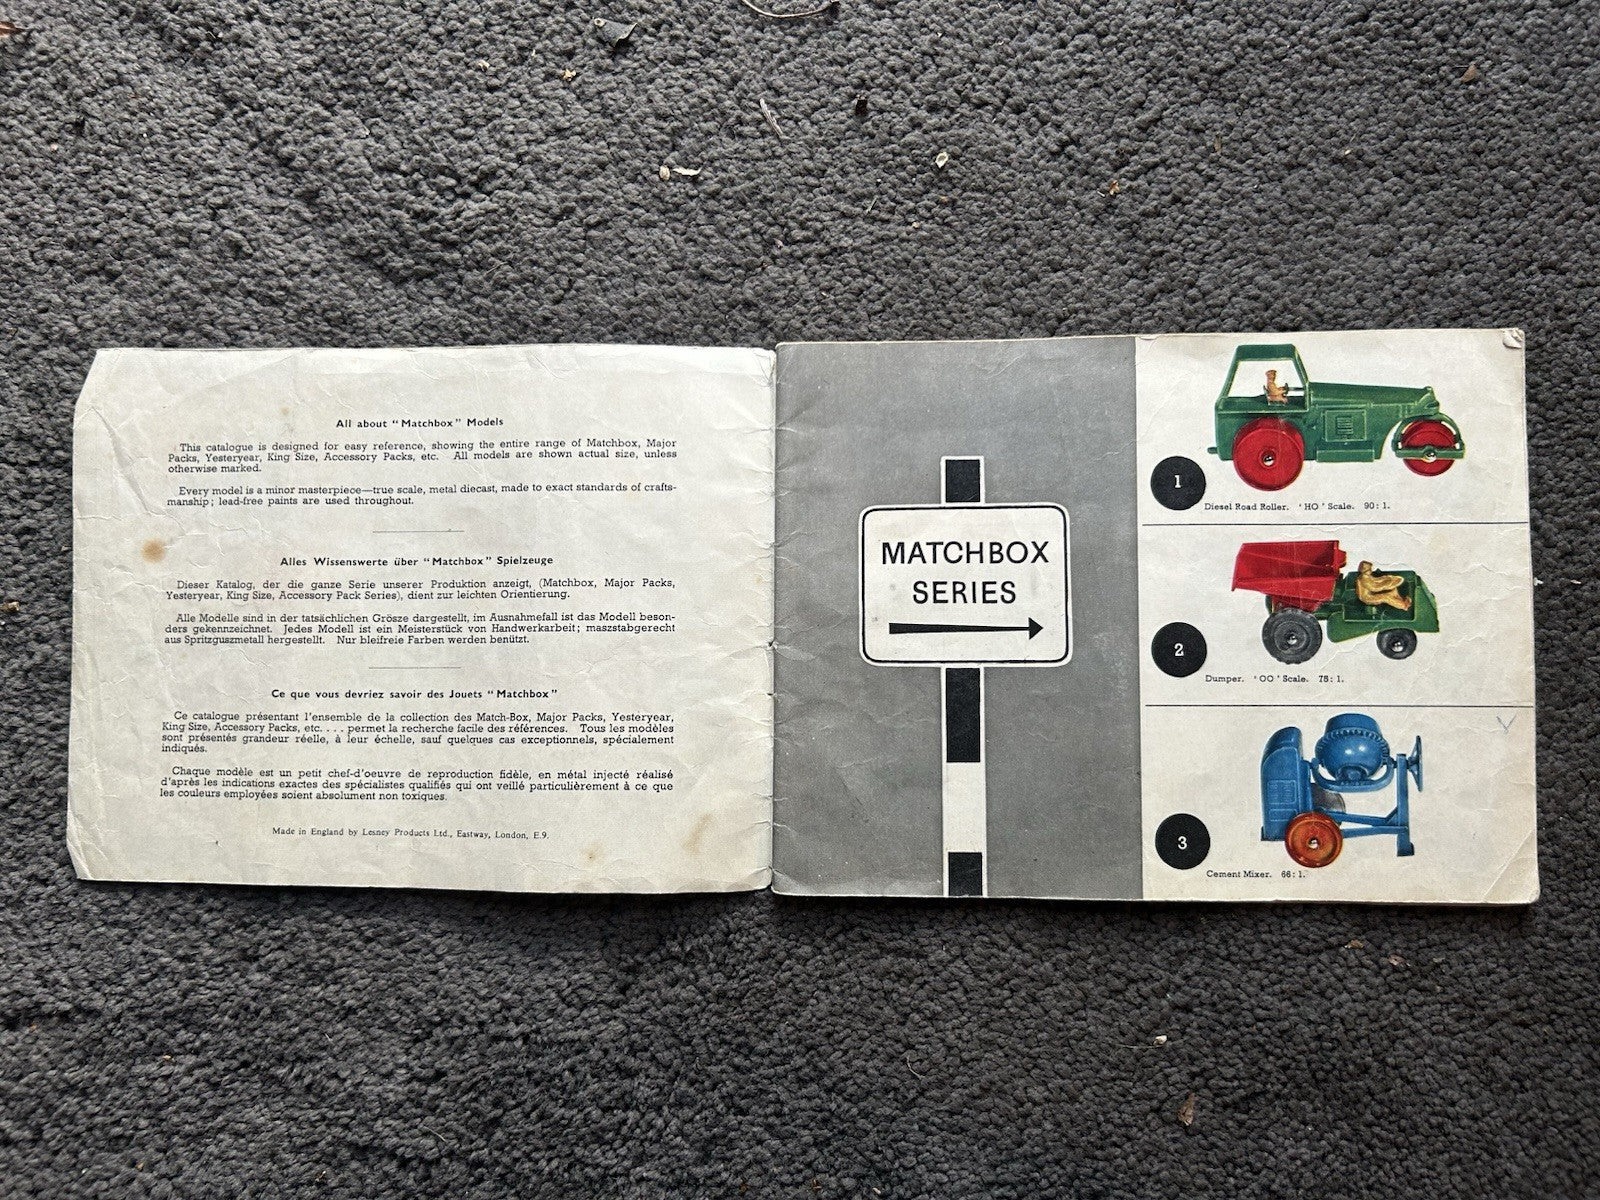 All about "Matchbox" Models
This catalogue is designed for easy reference, showing the entire range of Matchbox, Major
Packs, Yesteryear, King Size, Accessory Packs, etc. All models are shown actual size, unless
otherwise marked.
Every model is a minor masterpiece—true scale, metal diecast, made to exact standards of crafts-
manship; lead-free paints are used throughout.
Alles Wissenswerte über "Matchbox" Spielzeuge
Dieser Katalog, der die ganze Serie unserer Produktion anzeigt, (Matchbox, Major Packs,
Yesteryear, King Size, Accessory Pack Series), dient zur leichten Orientierung.
Alle Modelle sind in der tatsächlichen Grösze dargestellt, im Ausnahmefall ist das Modell beson-
ders gekennzeichnet. Jedes Modell ist ein Meisterstück von Handwerkarbeit; maszstabgerecht
aus Spritzguszmetall hergestellt. Nur bleifreie Farben werden benützt.
Ce que vous devriez savoir des Jouets "Matchbox"
Ce catalogue présentant l'ensemble de la collection des Match-Box, Major Packs, Yesteryear,
King Size, Accessory Packs, etc. . . . permet la recherche facile des références. Tous les modèles
sont présentés grandeur réelle, à leur échelle, sauf quelques cas exceptionnels, spécialement
indiqués.
Chaque modèle est un petit chef-d'oeuvre de reproduction fidèle, en métal injecté réalisé
d'après les indications exactes des spécialistes qualifiés qui ont veillé particulièrement à ce que
les couleurs employées soient absolument non toxiques.
Made in England by Lesney Products Ltd., Eastway, London, E.9.
MATCHBOX
SERIES
1
Diesel Road Roller. 'HO' Scale. 90:1.
2
Dumper. 'OO' Scale. 75:1.
3
Cement Mixer. 66:1.